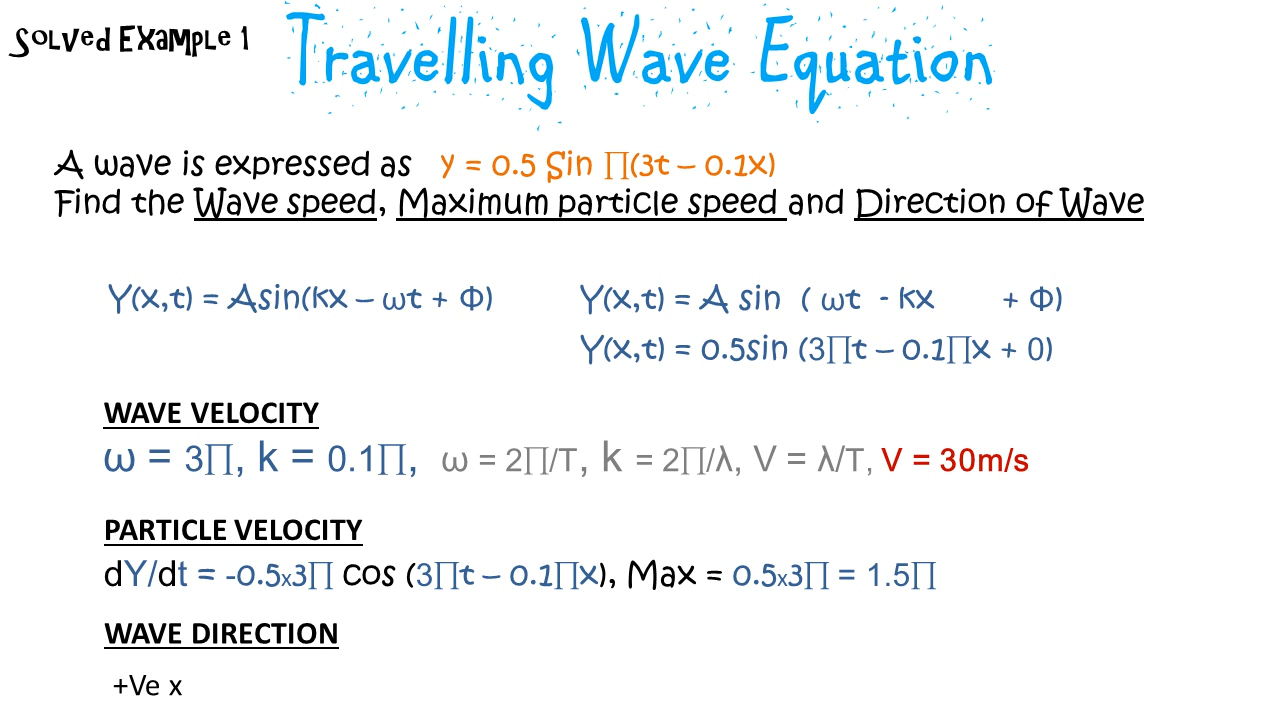 Solved Example 1
Travelling Wave Equation
A wave is expressed as y = 0.5 Sin ∏(3t – 0.1x)
Find the Wave speed, Maximum particle speed and Direction of Wave
Y(x,t) = Asin(kx – ωt + Φ)
Y(x,t) = A sin ( ωt - kx + Φ)
Y(x,t) = 0.5sin (3∏t – 0.1∏x + 0)
WAVE VELOCITY
ω = 3∏, k = 0.1∏, ω = 2∏/T, k = 2∏/λ, V = λ/T, V = 30m/s
PARTICLE VELOCITY
dY/dt = -0.5x3∏ cos (3∏t – 0.1∏x), Max = 0.5x3∏ = 1.5∏
WAVE DIRECTION
+Ve x